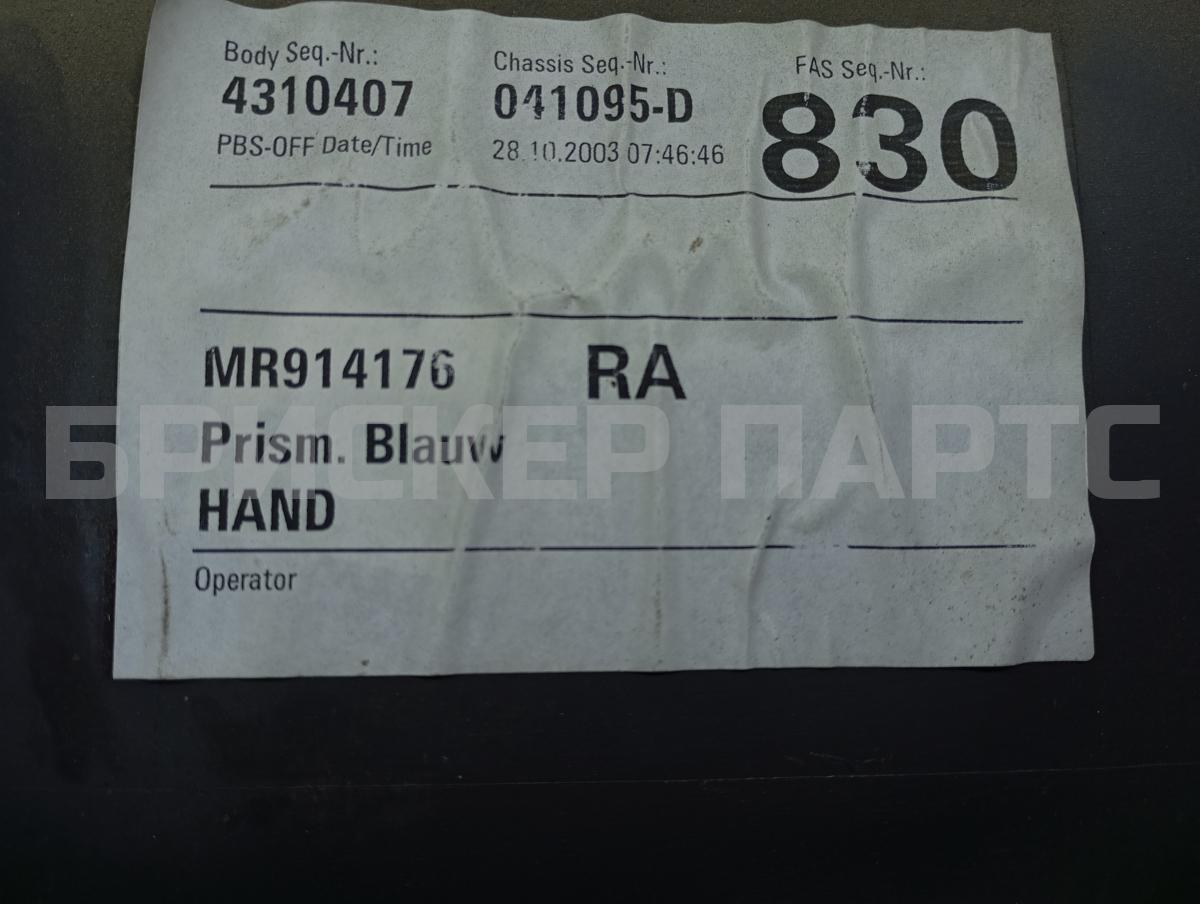 Body Seq.-Nr.: Chassis Seq.-Nr.: FAS Seq.-Nr.:
4310407 041095-D 830
PBS-OFF Date/Time 28.10.2003 07:46:46
MR914176 RA
Prism. Blauw
HAND
Operator
БРИСКЕР ПАРТС